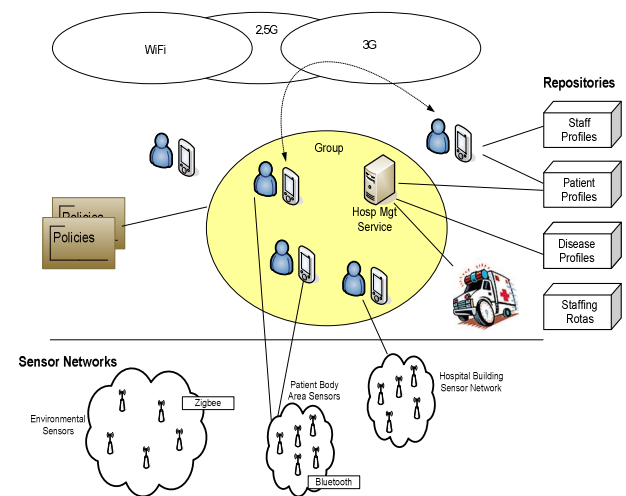 WiFi
2,5G
3G
Repositories
Staff
Profiles
Group
Patient
Profiles
Hosp Mgt
Service
Policies
Policies
Disease
Profiles
Staffing
Rotas
Sensor Networks
Hospital Building
Sensor Network
Patient Body
Area Sensors
Zigbee
Environmental
Sensors
Bluetooth